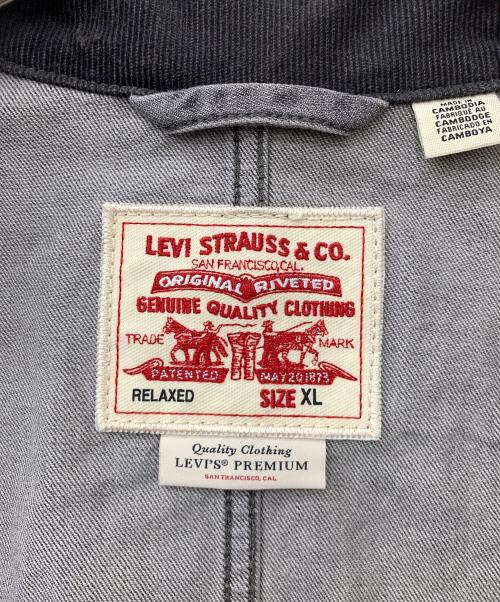 MADE IN
CAMBODIA
FABRIQUÉ AU
CAMBODGE
FABRICADO EN
CAMBOYA
LEVI STRAUSS & CO.
SAN FRANCISCO, CAL.
ORIGINAL RIVETED
GENUINE QUALITY CLOTHING
TRADE MARK
PATENTED MAY 20 1873
RELAXED SIZE XL
Quality Clothing
LEVI'S® PREMIUM
SAN FRANCISCO, CAL.